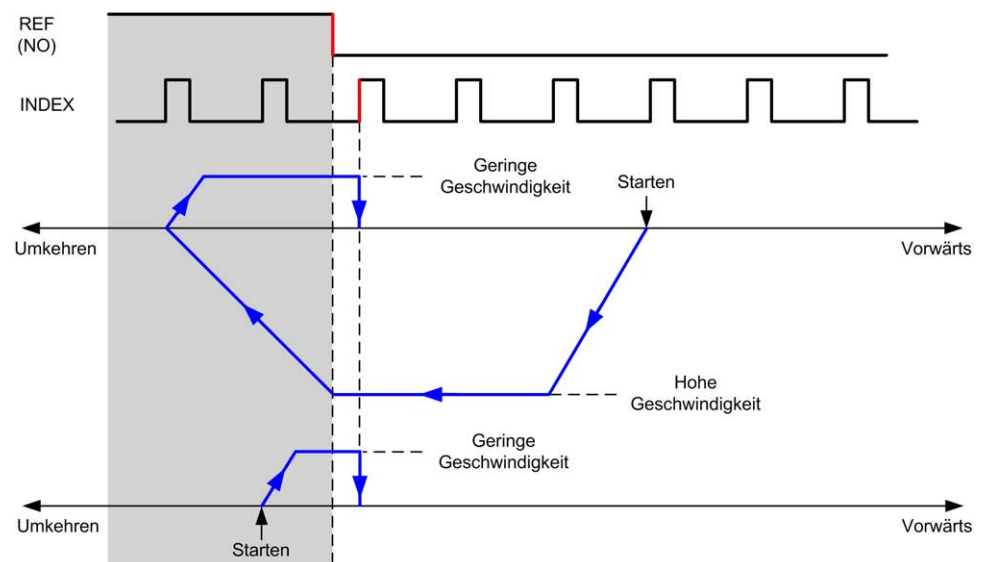 REF
(NO)
INDEX
Geringe
Geschwindigkeit
Starten
Umkehren
Vorwärts
Hohe
Geschwindigkeit
Geringe
Geschwindigkeit
Umkehren
Vorwärts
Starten